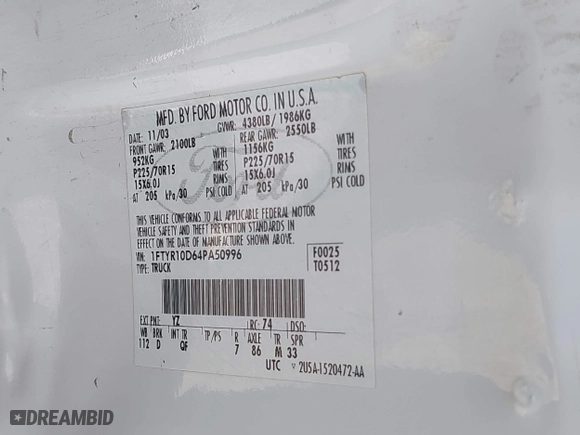 MFD. BY FORD MOTOR CO. IN U.S.A.
DATE: 11/03 GVWR: 4380LB/ 1986KG
FRONT GAWR: 2100LB REAR GAWR: 2550LB
952KG WITH 1156KG WITH
P225/70R15 TIRES P225/70R15 TIRES
15X6.0J RIMS 15X6.0J RIMS
AT 205 kPa/30 PSI COLD AT 205 kPa/30 PSI COLD
Ford
THIS VEHICLE CONFORMS TO ALL APPLICABLE FEDERAL MOTOR
VEHICLE SAFETY AND THEFT PREVENTION STANDARDS IN
EFFECT ON THE DATE OF MANUFACTURE SHOWN ABOVE.
VIN: 1FTYR10D64PA50996 F0025
TYPE: TRUCK T0512
EXT PNT: YZ RC: 74 DSO:
WB BRK INT TR TP/PS R AXLE TR SPR
112 D QF 7 86 M 33
UTC 2U5A-1520472-AA
DREAMBID